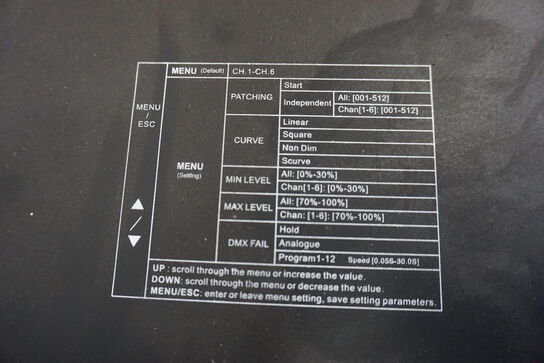 MENU (Default) CH.1-CH.6
MENU
/
ESC
MENU
(Setting)
PATCHING
Start
Independent
All: [001-512]
Chan[1-6]: [001-512]
CURVE
Linear
Square
Non Dim
Scurve
MIN LEVEL
All: [0%-30%]
Chan[1-6]: [0%-30%]
MAX LEVEL
All: [70%-100%]
Chan: [1-6]: [70%-100%]
DMX FAIL
Hold
Analogue
Program1-12 Speed [0.05S-30.0S]
▲
/
▼
UP : scroll through the menu or increase the value.
DOWN: scroll through the menu or decrease the value.
MENU/ESC: enter or leave menu setting, save setting parameters.